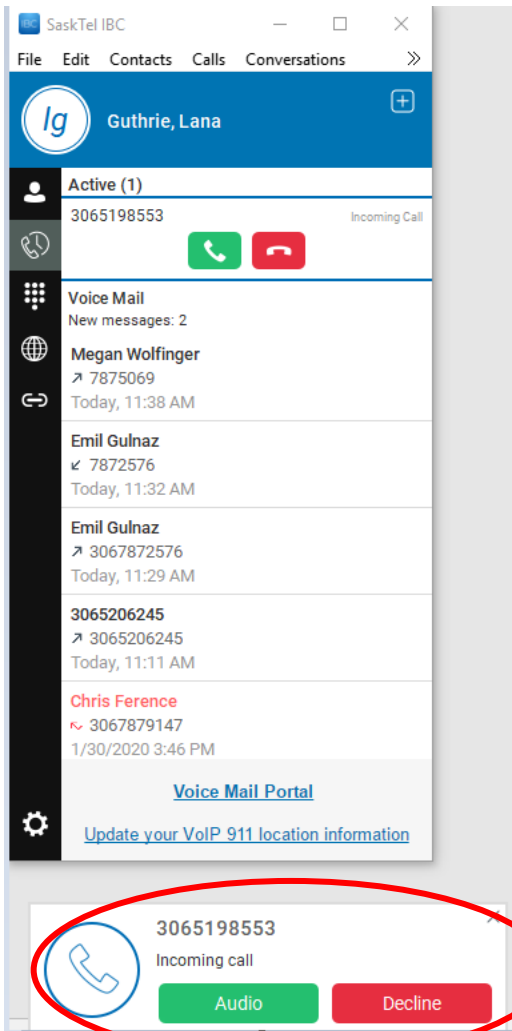 IBC SaskTel IBC
File Edit Contacts Calls Conversations
lg Guthrie, Lana
Active (1)
3065198553 Incoming Call
Voice Mail
New messages: 2
Megan Wolfinger
7875069
Today, 11:38 AM
Emil Gulnaz
7872576
Today, 11:32 AM
Emil Gulnaz
3067872576
Today, 11:29 AM
3065206245
3065206245
Today, 11:11 AM
Chris Ference
3067879147
1/30/2020 3:46 PM
Voice Mail Portal
Update your VoIP 911 location information
3065198553
Incoming call
Audio Decline